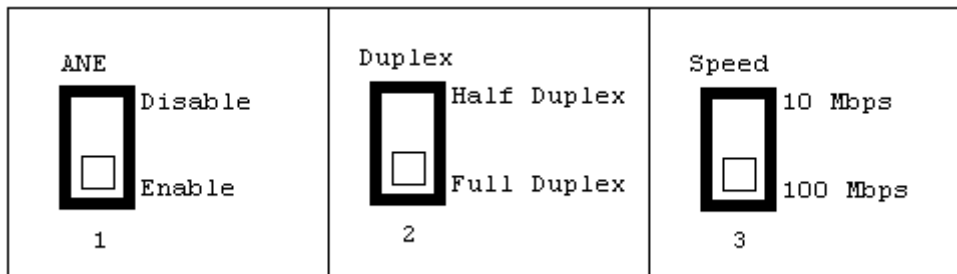 ANE
Disable
Enable
1
Duplex
Half Duplex
Full Duplex
2
Speed
10 Mbps
100 Mbps
3